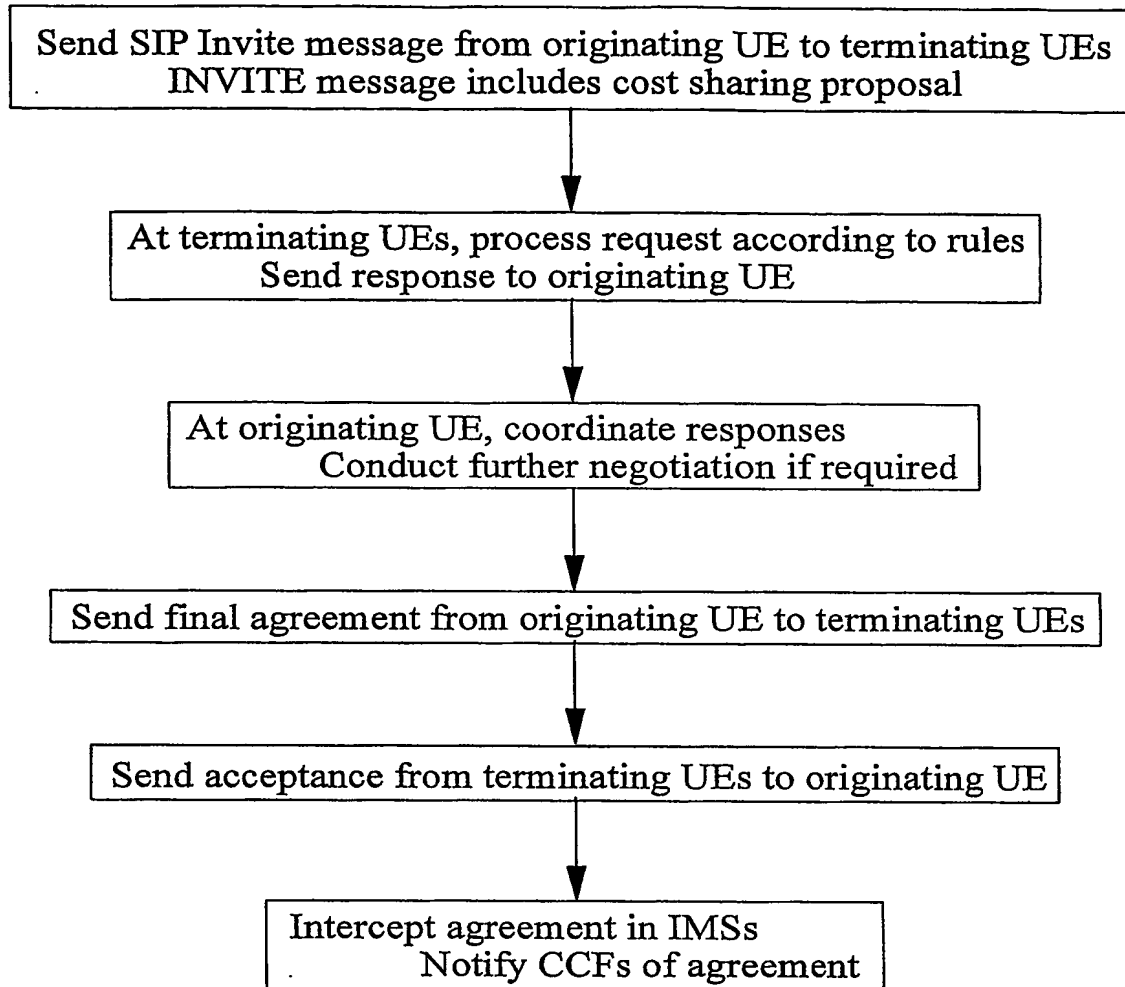 Send SIP Invite message from originating UE to terminating UEs
INVITE message includes cost sharing proposal
At terminating UEs, process request according to rules
Send response to originating UE
At originating UE, coordinate responses
Conduct further negotiation if required
Send final agreement from originating UE to terminating UEs
Send acceptance from terminating UEs to originating UE
Intercept agreement in IMSs
Notify CCFs of agreement